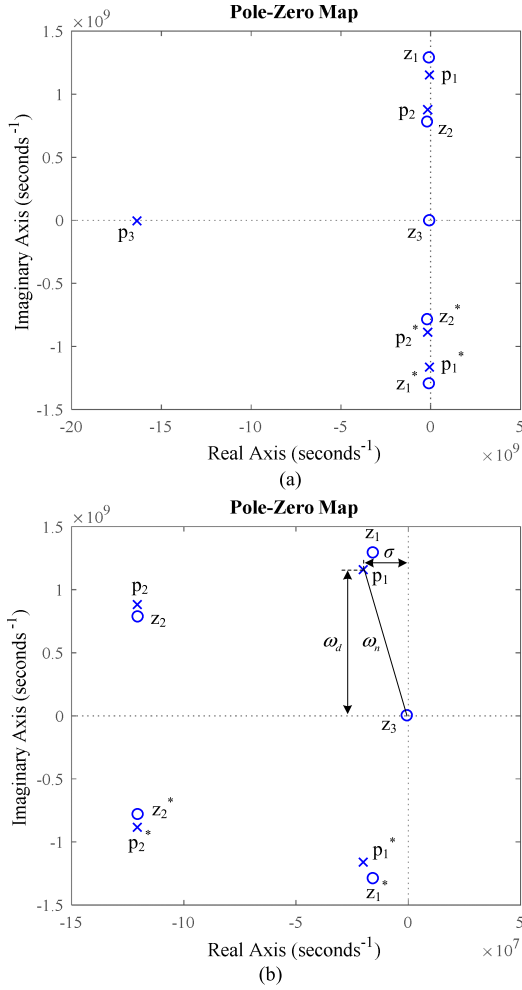 Pole-Zero Map
×10^9
1.5
z1
p1
1
p2
z2
0.5
0
p3
z3
-0.5
z2*
p2*
-1
p1*
z1*
-1.5
-20 -15 -10 -5 0 5
Imaginary Axis (seconds^-1)
Real Axis (seconds^-1)
×10^9
(a)
Pole-Zero Map
×10^9
1.5
z1
σ
p1
1
p2
z2
ωd ωn
0.5
0
z3
-0.5
z2*
p2*
-1
p1*
z1*
-1.5
-15 -10 -5 0 5
Imaginary Axis (seconds^-1)
Real Axis (seconds^-1)
×10^7
(b)